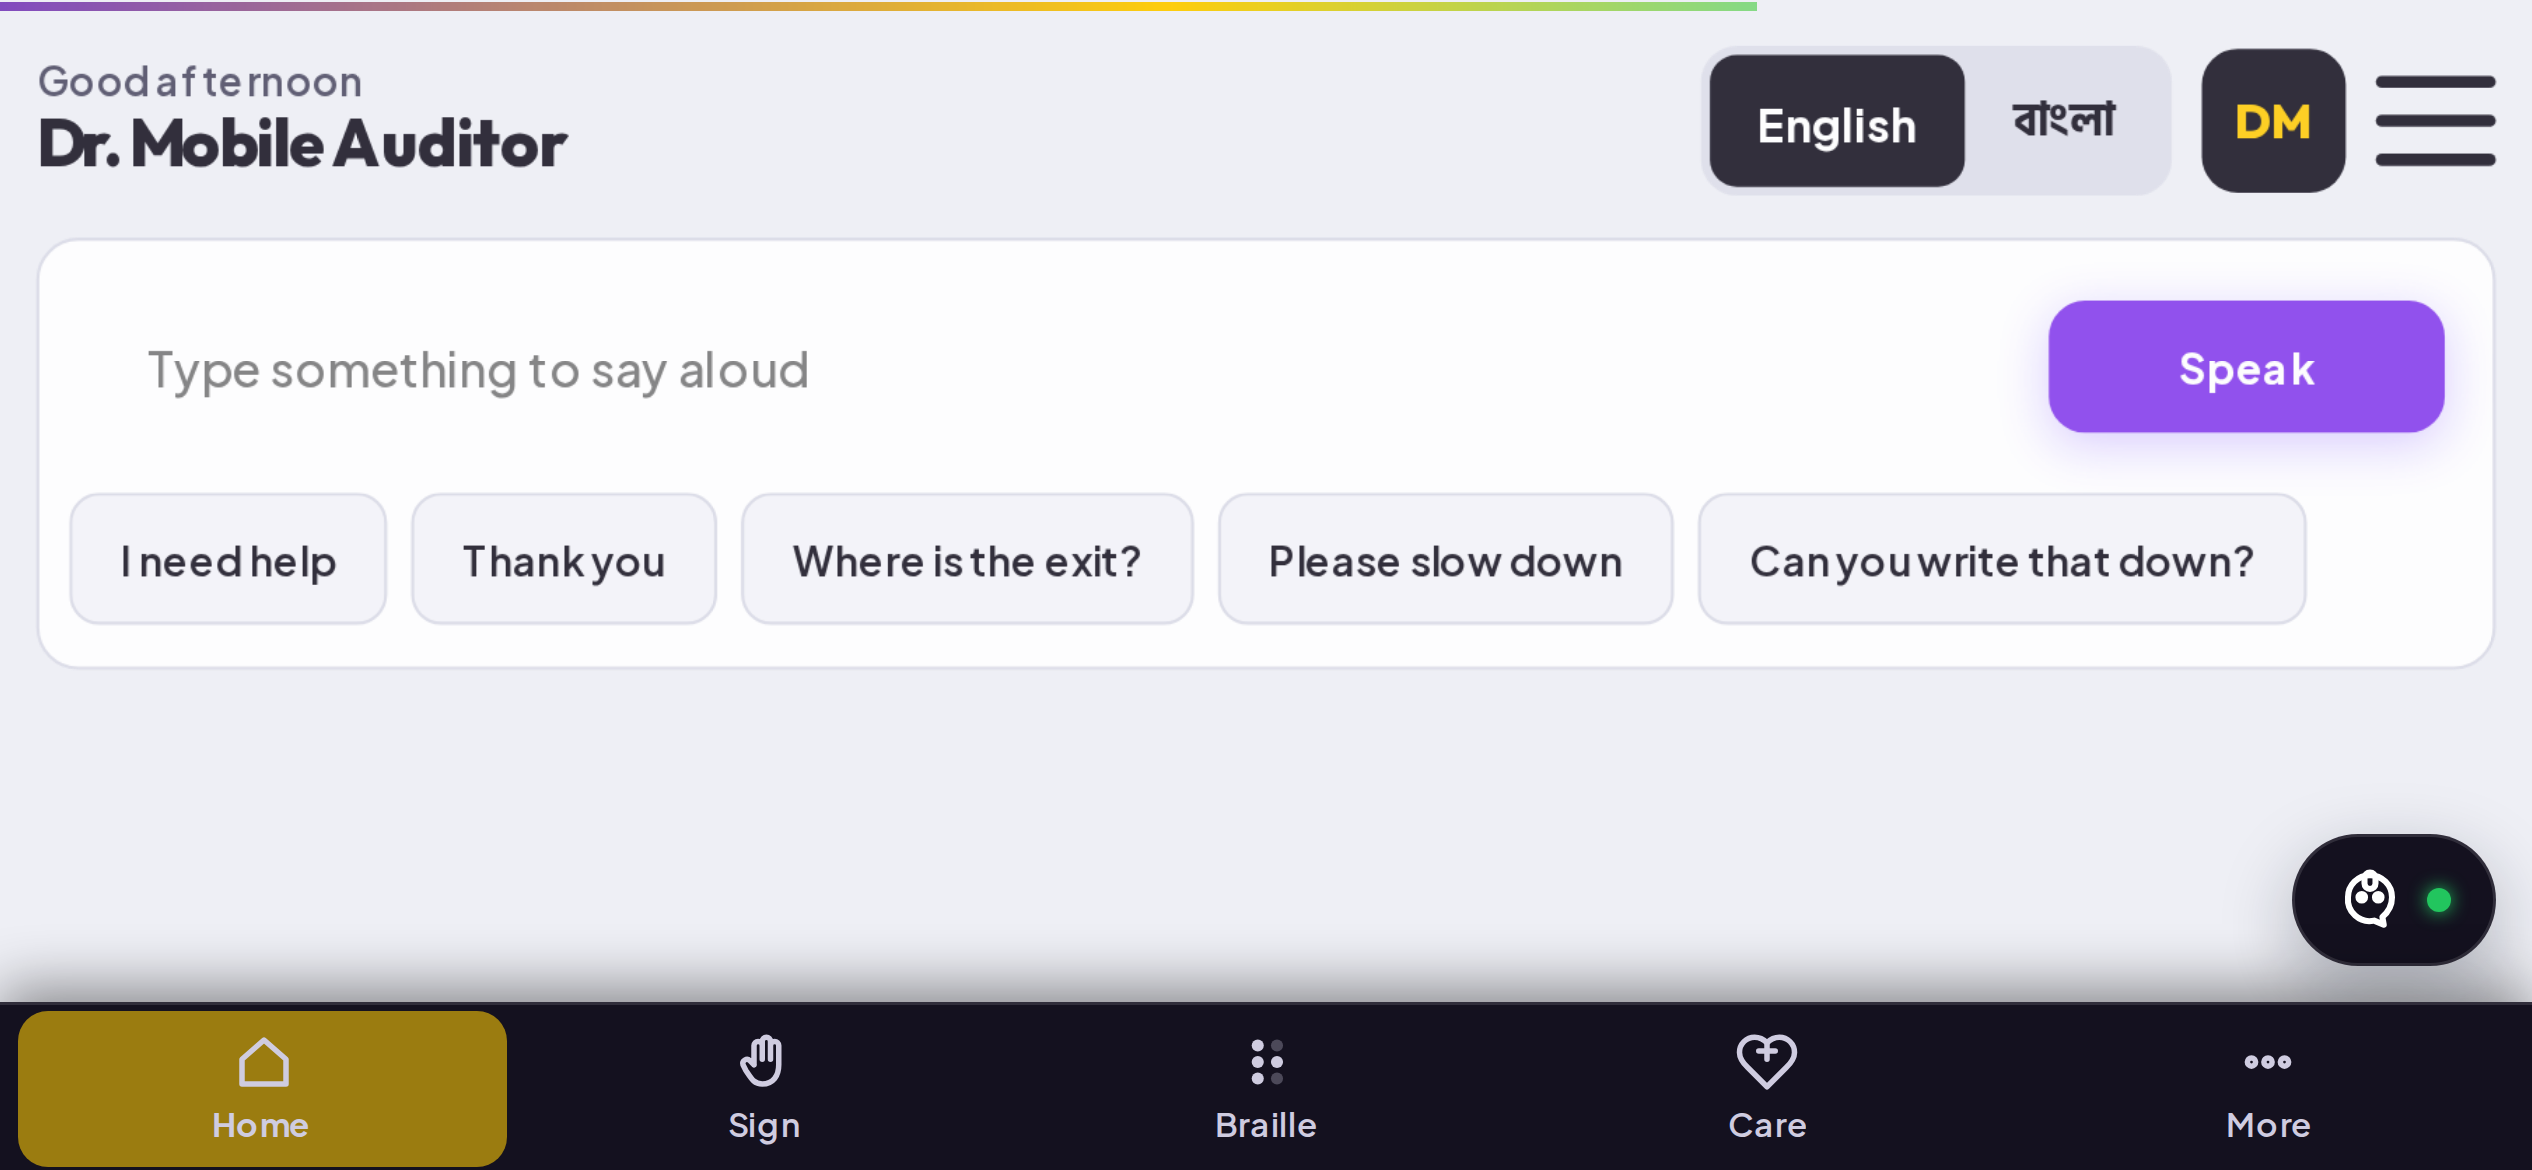 Good afternoon
Dr. Mobile Auditor
English
বাংলা
DM
Type something to say aloud
Speak
I need help
Thank you
Where is the exit?
Please slow down
Can you write that down?
Home
Sign
Braille
Care
More